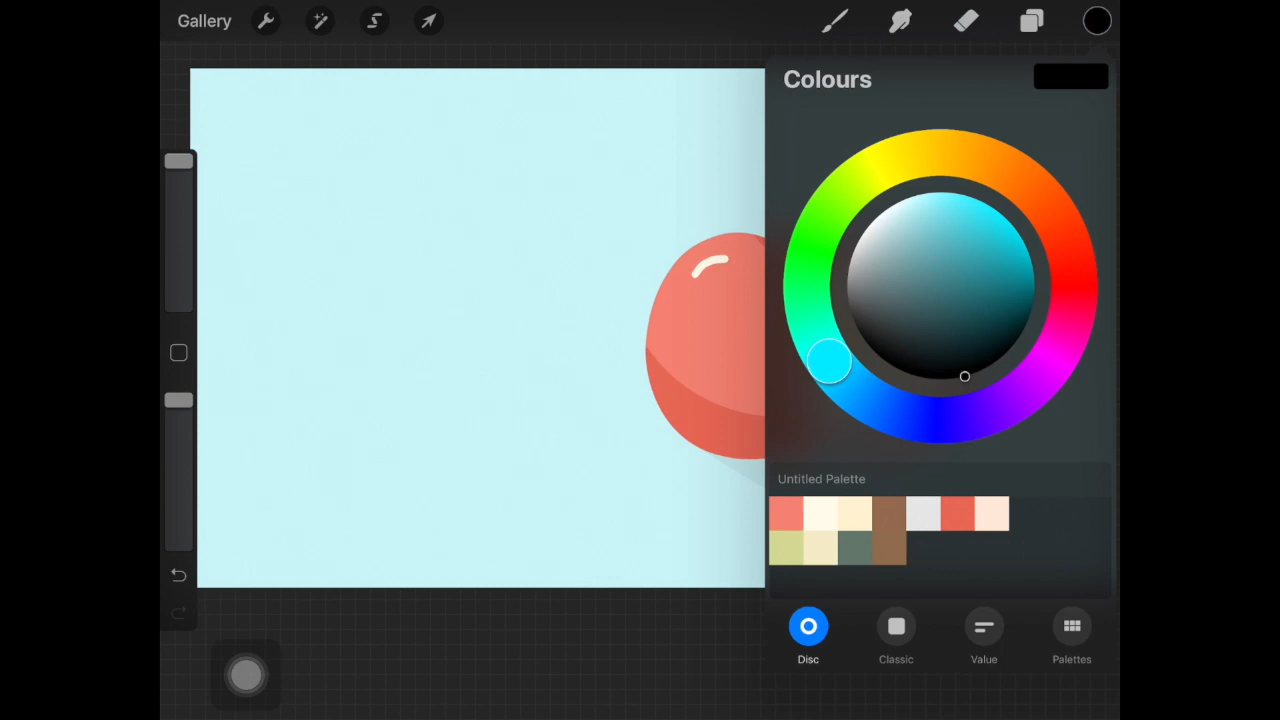 Gallery
Colours
Untitled Palette
Disc
Classic
Value
Palettes